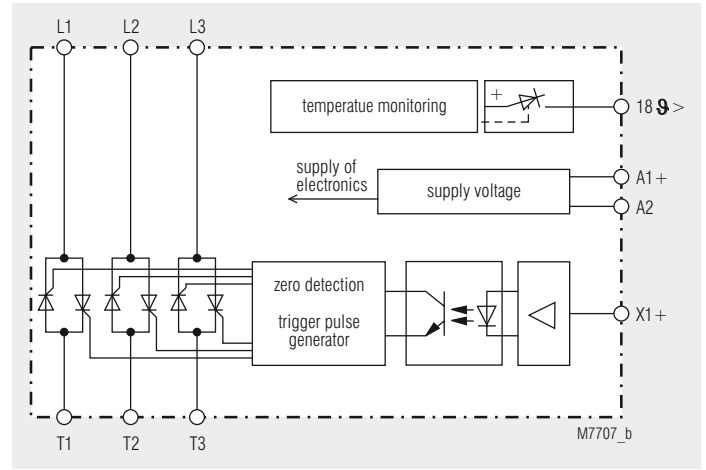 L1 L2 L3
temperatue monitoring
+
18 ϑ >
supply of
electronics
supply voltage
A1+
A2
zero detection
trigger pulse
generator
X1+
T1 T2 T3
M7707_b